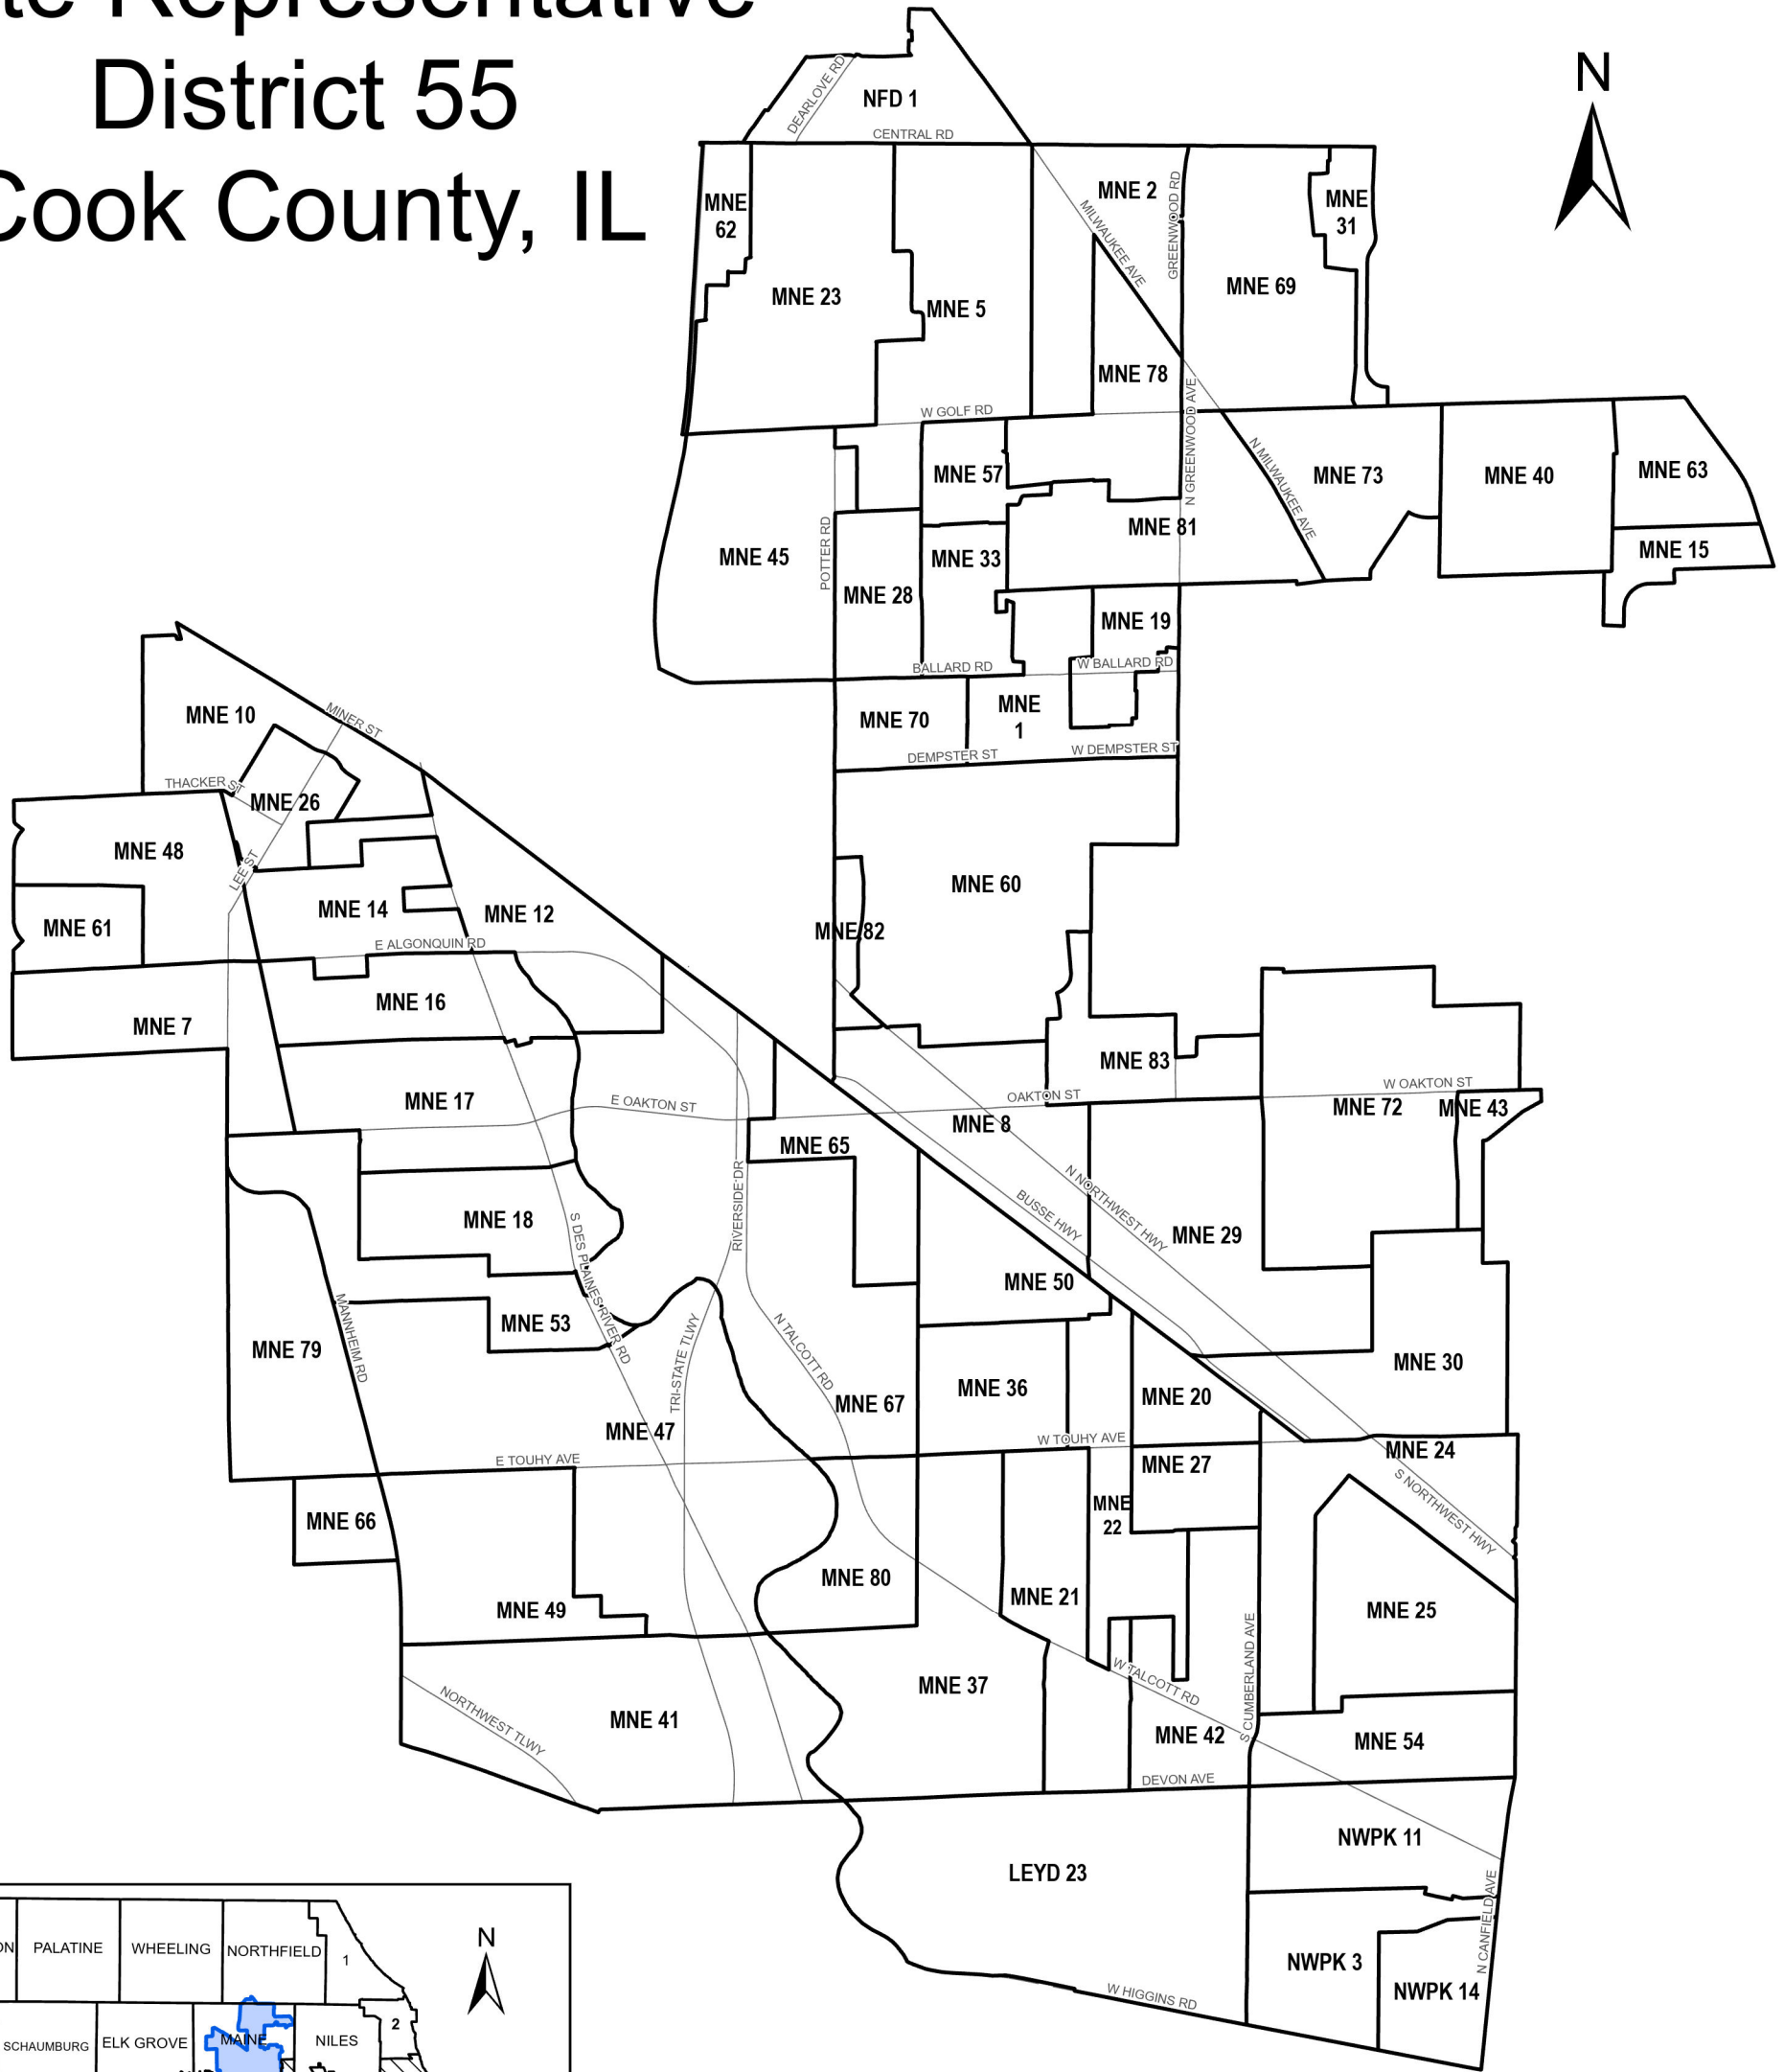 te Representative
District 55
Cook County, IL
N
DEARLOVE RD
NFD 1
CENTRAL RD
MNE
62
MNE 2
GREENWOOD RD
MNE
31
MILWAUKEE AVE
MNE 23
MNE 5
MNE 69
MNE 78
W GOLF RD
N GREENWOOD AVE
MNE 57
N MILWAUKEE AVE
MNE 73
MNE 40
MNE 63
MNE 81
MNE 45
POTTER RD
MNE 33
MNE 15
MNE 28
MNE 19
BALLARD RD
W BALLARD RD
MNE 10
MINER ST
MNE 70
MNE
1
DEMPSTER ST
W DEMPSTER ST
THACKER ST
MNE 26
MNE 48
LEE ST
MNE 60
MNE 61
MNE 14
MNE 12
MNE 82
E ALGONQUIN RD
MNE 16
MNE 7
MNE 83
MNE 17
E OAKTON ST
OAKTON ST
W OAKTON ST
MNE 72
MNE 43
MNE 8
MNE 65
RIVERSIDE DR
N NORTHWEST HWY
BUSSE HWY
MNE 18
S DES PLAINES RIVER RD
MNE 29
MNE 50
MNE 53
MANNHEIM RD
MNE 79
TRI-STATE TLWY
N TALCOTT RD
MNE 30
MNE 36
MNE 20
MNE 67
MNE 47
W TOUHY AVE
E TOUHY AVE
MNE 24
MNE 27
S NORTHWEST HWY
MNE
22
MNE 66
MNE 80
MNE 21
MNE 49
MNE 25
S CUMBERLAND AVE
W TALCOTT RD
MNE 37
NORTHWEST TLWY
MNE 41
MNE 42
MNE 54
DEVON AVE
NWPK 11
LEYD 23
N CANFIELD AVE
NWPK 3
NWPK 14
W HIGGINS RD
ON
PALATINE
WHEELING
NORTHFIELD
1
N
2
SCHAUMBURG
ELK GROVE
MAINE
NILES